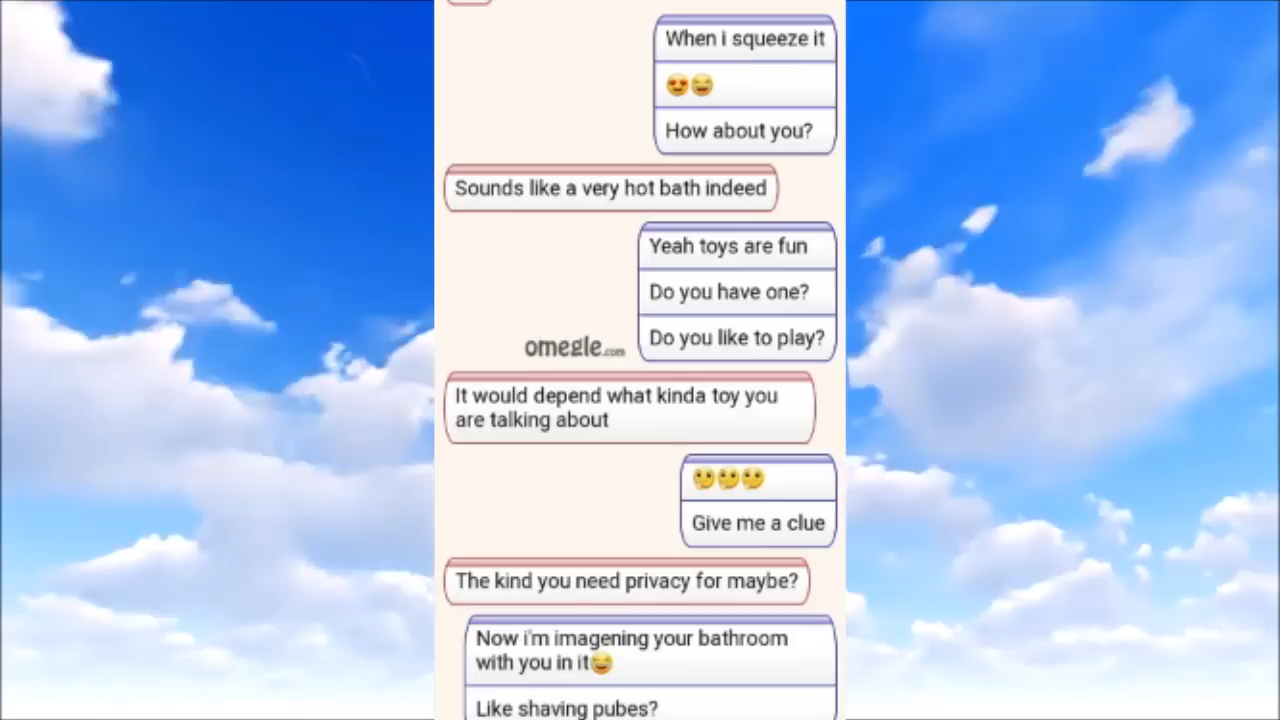 When i squeeze it
😍😂
How about you?
Sounds like a very hot bath indeed
Yeah toys are fun
Do you have one?
Do you like to play?
omegle.com
It would depend what kinda toy you
are talking about
🤔🤔🤔
Give me a clue
The kind you need privacy for maybe?
Now i'm imagening your bathroom
with you in it😂
Like shaving pubes?